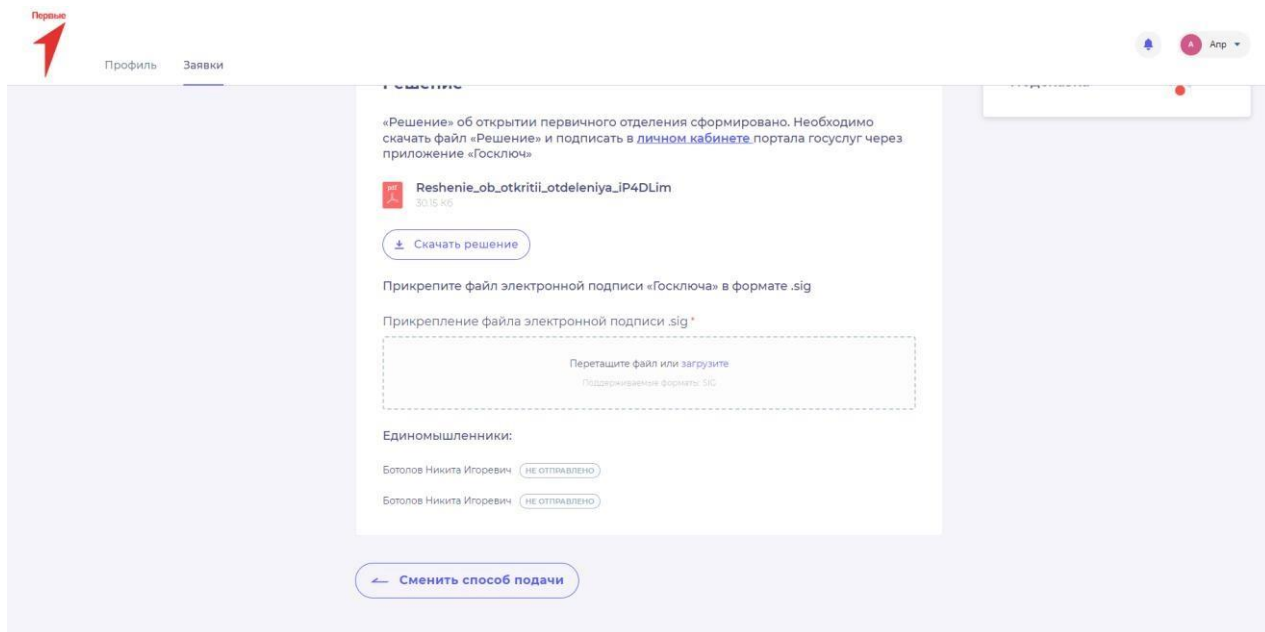 Первые
А
Апр
Профиль
Заявки
Решение
«Решение» об открытии первичного отделения сформировано. Необходимо
скачать файл «Решение» и подписать в личном кабинете портала госуслуг через
приложение «Госключ»
pdf
Reshenie_ob_otkritii_otdeleniya_iP4DLim
30.15 Кб
Скачать решение
Прикрепите файл электронной подписи «Госключа» в формате .sig
Прикрепление файла электронной подписи .sig *
Перетащите файл или загрузите
Поддерживаемые форматы: SIG
Единомышленники:
Ботолов Никита Игоревич НЕ ОТПРАВЛЕНО
Ботолов Никита Игоревич НЕ ОТПРАВЛЕНО
Сменить способ подачи